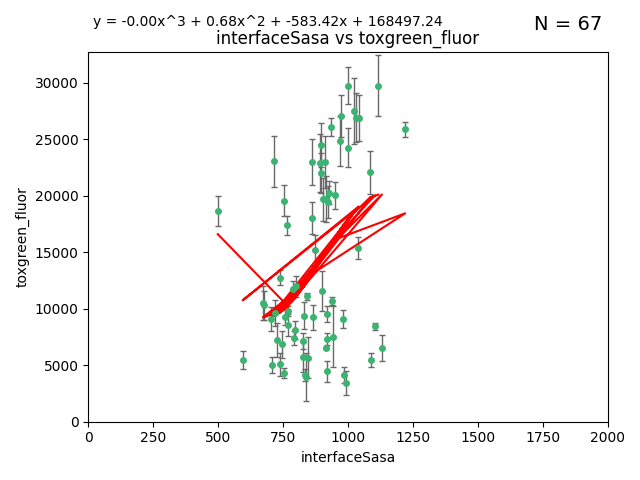 y = -0.00x^3 + 0.68x^2 + -583.42x + 168497.24
N = 67
interfaceSasa vs toxgreen_fluor
30000
25000
20000
15000
10000
5000
0
toxgreen_fluor
0 250 500 750 1000 1250 1500 1750 2000
interfaceSasa